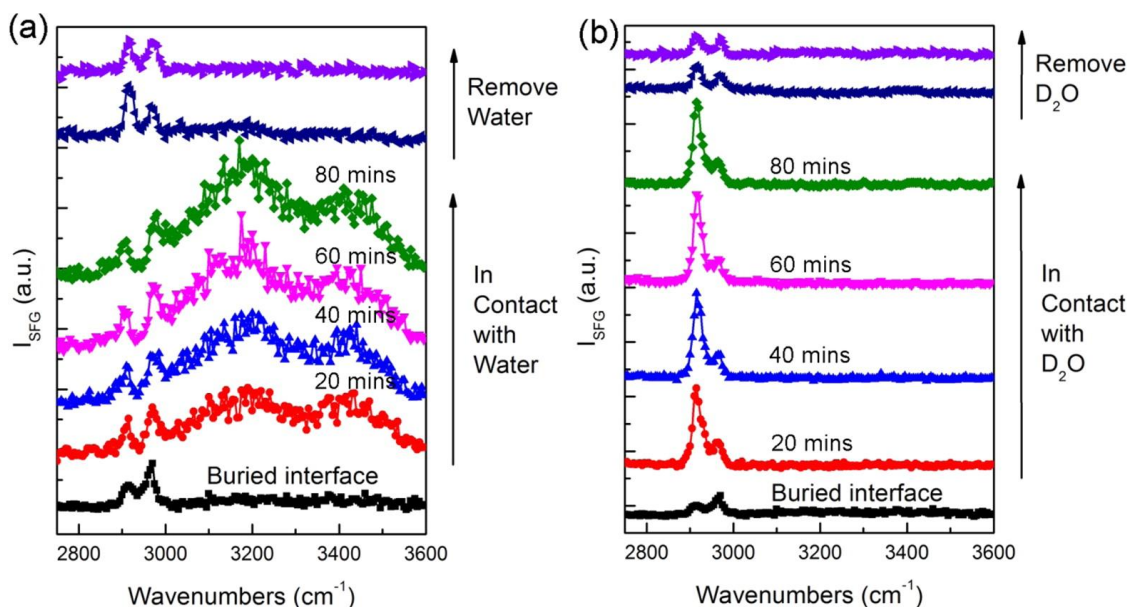 (a)
Remove
Water
80 mins
60 mins
40 mins
20 mins
Buried interface
In
Contact
with
Water
I_SFG (a.u.)
2800 3000 3200 3400 3600
Wavenumbers (cm⁻¹)
(b)
Remove
D₂O
80 mins
60 mins
40 mins
20 mins
Buried interface
In
Contact
with
D₂O
I_SFG (a.u.)
2800 3000 3200 3400 3600
Wavenumbers (cm⁻¹)